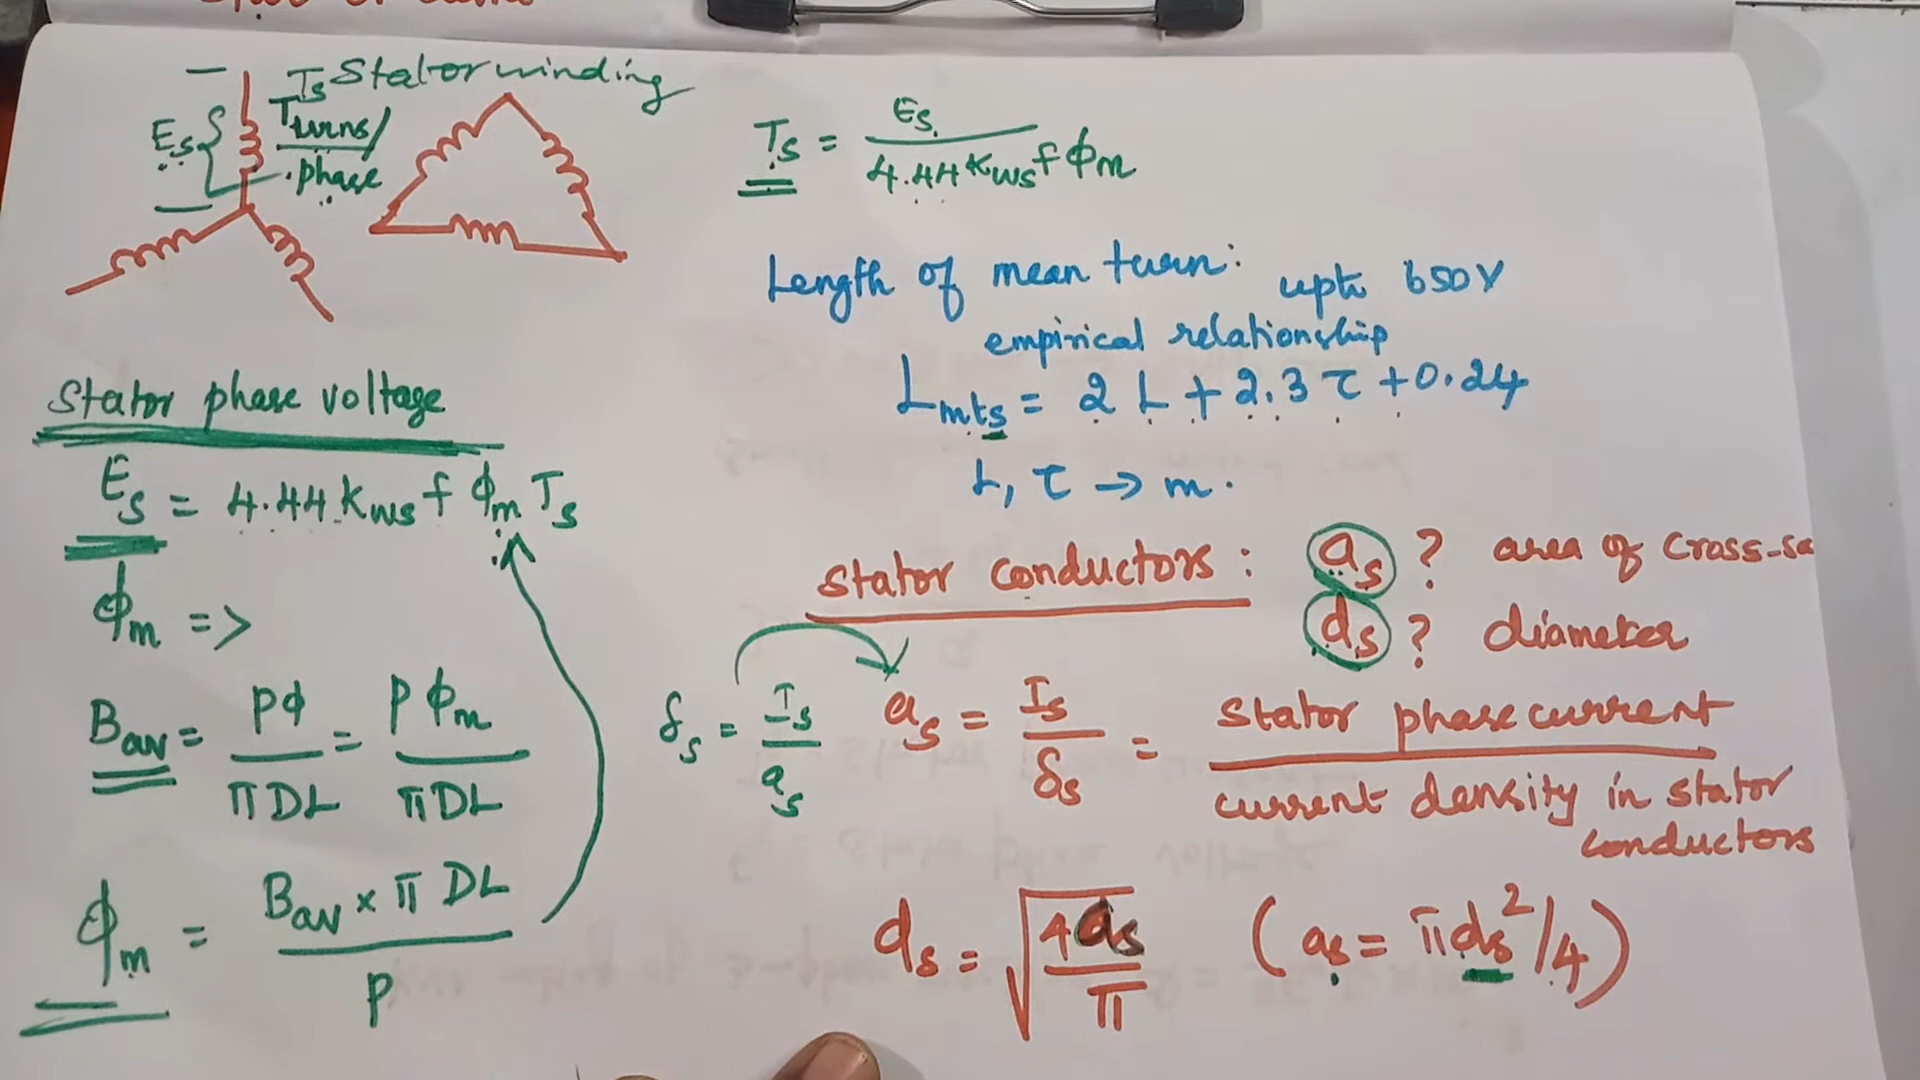 Stator winding
Ts
Turns/
phase
Es
Stator phase voltage
Es = 4.44 Kws f ϕm Ts
ϕm =>
Bav = pϕ / πDL = pϕm / πDL
ϕm = Bav × πDL / p
Ts = Es / 4.44 Kws f ϕm
Length of mean turn: upto 650V
empirical relationship
Lmts = 2L + 2.3τ + 0.24
L, τ → m.
Stator conductors: as ? area of cross-se
ds ? diameter
δs = Is / as
as = Is / δs = Stator phase current / current density in stator conductors
ds = √(4as / π) (as = πds²/4)